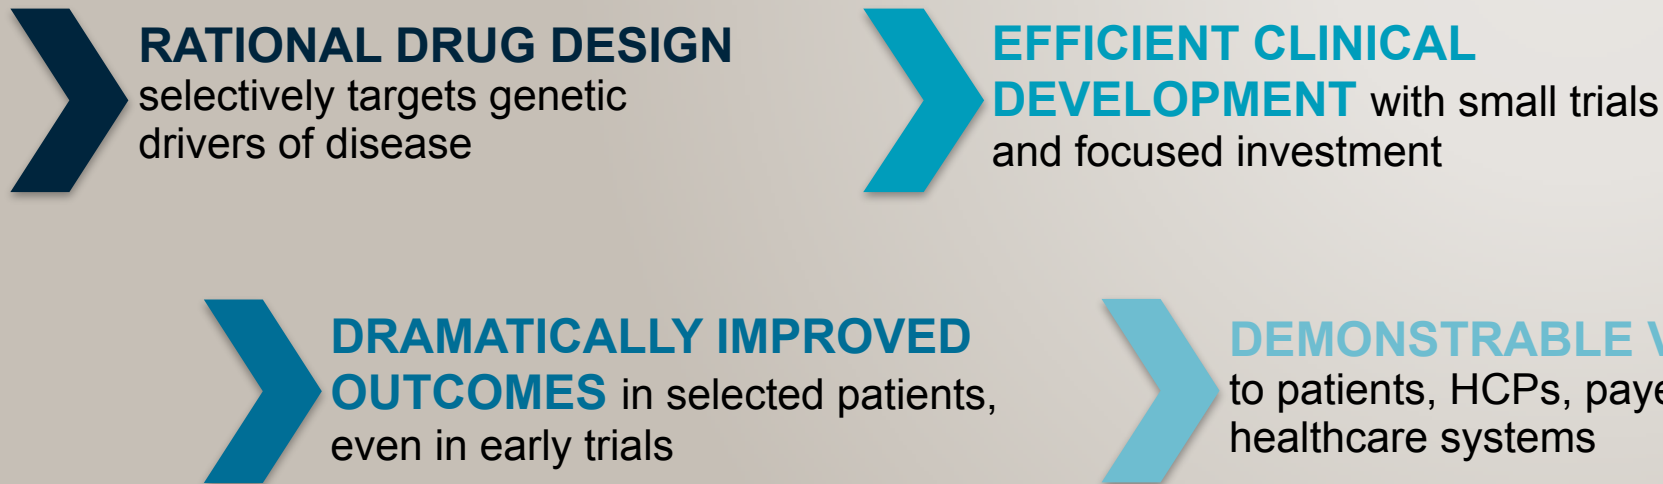 RATIONAL DRUG DESIGN
selectively targets genetic
drivers of disease
EFFICIENT CLINICAL
DEVELOPMENT with small trials
and focused investment
DRAMATICALLY IMPROVED
OUTCOMES in selected patients,
even in early trials
DEMONSTRABLE
to patients, HCPs,
healthcare systems